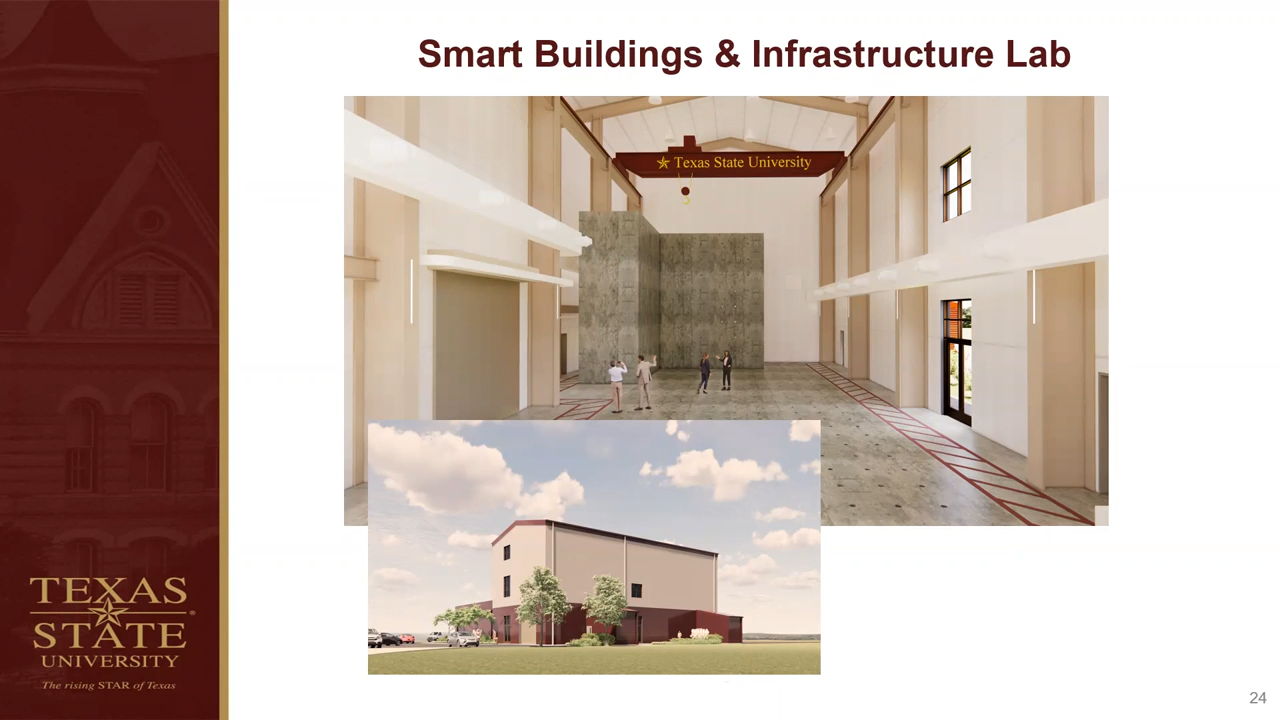 Smart Buildings & Infrastructure Lab
Texas State University
TEXAS
STATE®
UNIVERSITY
The rising STAR of Texas
24